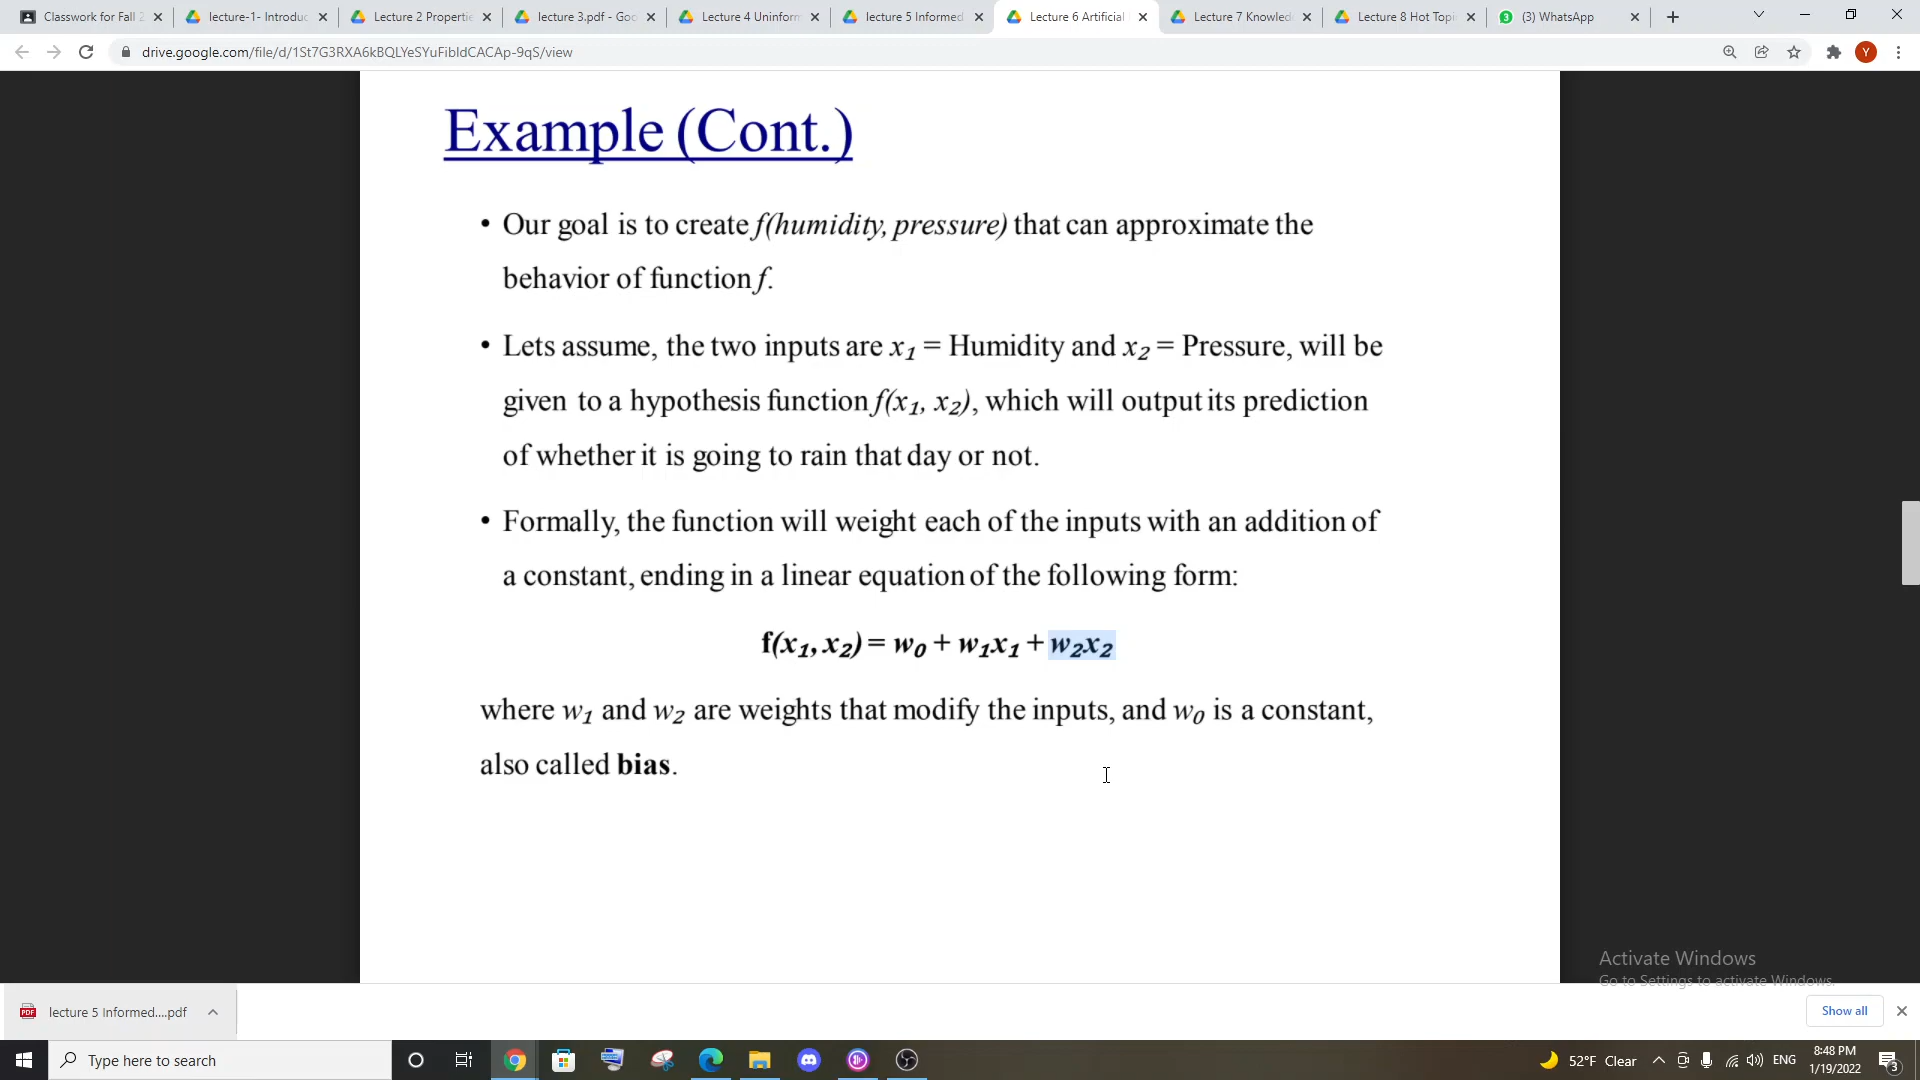 Classwork for Fall 2
lecture-1- Introduc
Lecture 2 Propertie
lecture 3.pdf - Goo
Lecture 4 Uninform
lecture 5 Informed
Lecture 6 Artificial
Lecture 7 Knowled
Lecture 8 Hot Topi
(3) WhatsApp
drive.google.com/file/d/1St7G3RXA6kBQLYeSYuFibIdCACAp-9qS/view
Y
Example (Cont.)
• Our goal is to create f(humidity, pressure) that can approximate the
behavior of function f.
• Lets assume, the two inputs are x₁ = Humidity and x₂ = Pressure, will be
given to a hypothesis function f(x₁, x₂), which will output its prediction
of whether it is going to rain that day or not.
• Formally, the function will weight each of the inputs with an addition of
a constant, ending in a linear equation of the following form:
f(x₁, x₂) = w₀ + w₁x₁ + w₂x₂
where w₁ and w₂ are weights that modify the inputs, and w₀ is a constant,
also called bias.
Activate Windows
Go to Settings to activate Windows.
PDF
lecture 5 Informed....pdf
Show all
Type here to search
52°F Clear
ENG
8:48 PM
1/19/2022
3